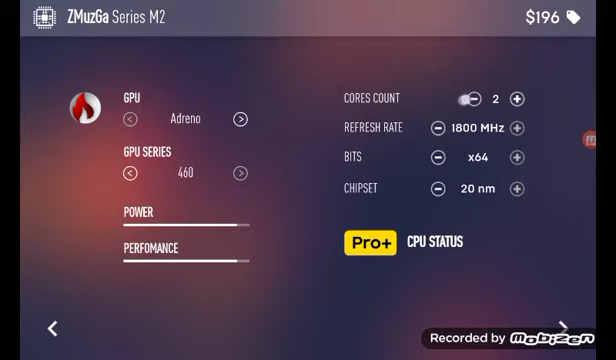 ZMuzGa Series M2
$196
GPU
Adreno
GPU SERIES
460
POWER
PERFOMANCE
CORES COUNT
2
REFRESH RATE
1800 MHz
BITS
x64
CHIPSET
20 nm
Pro+
CPU STATUS
Recorded by
mobizen